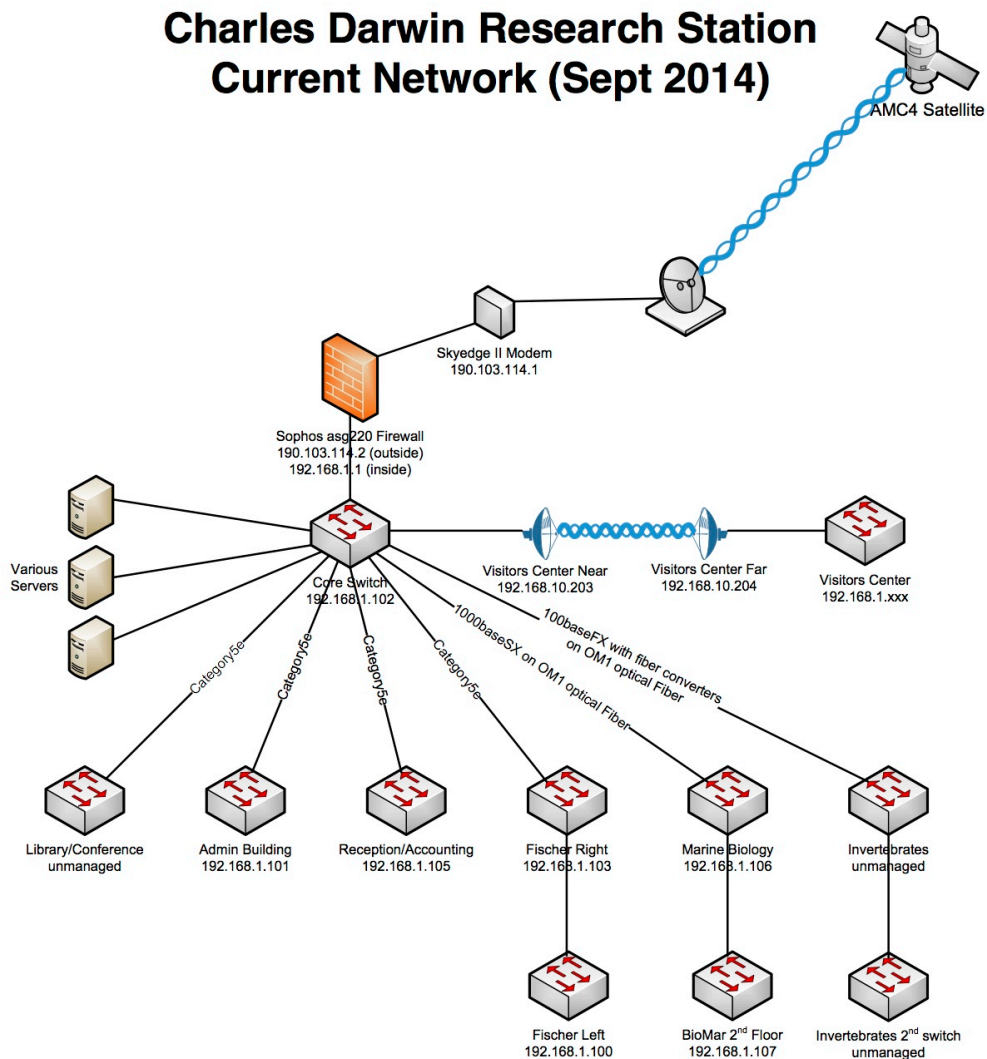 Charles Darwin Research Station
Current Network (Sept 2014)
AMC4 Satellite
Skyedge II Modem
190.103.114.1
Sophos asg220 Firewall
190.103.114.2 (outside)
192.168.1.1 (inside)
Various
Servers
Core Switch
192.168.1.102
Visitors Center Near
192.168.10.203
Visitors Center Far
192.168.10.204
Visitors Center
192.168.1.xxx
Category5e
Category5e
Category5e
Category5e
1000baseSX on OM1 optical Fiber
100baseFX with fiber converters
on OM1 optical Fiber
Library/Conference
unmanaged
Admin Building
192.168.1.101
Reception/Accounting
192.168.1.105
Fischer Right
192.168.1.103
Marine Biology
192.168.1.106
Invertebrates
unmanaged
Fischer Left
192.168.1.100
BioMar 2nd Floor
192.168.1.107
Invertebrates 2nd switch
unmanaged